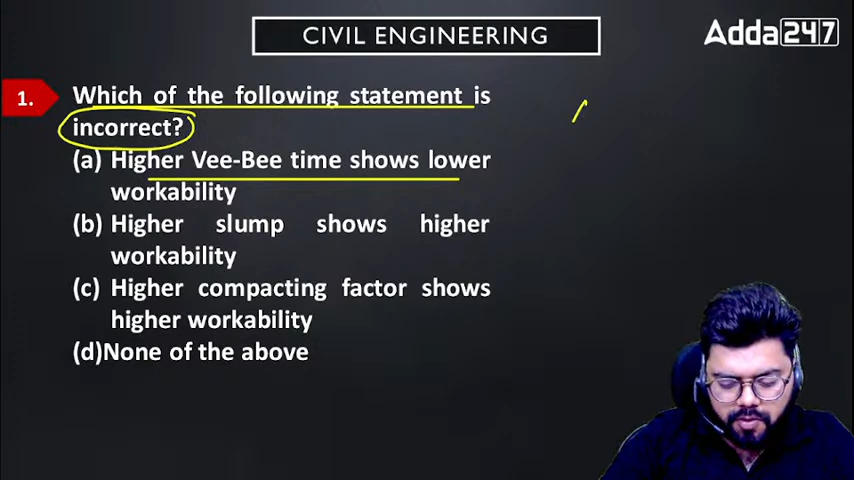 CIVIL ENGINEERING
Adda247
1.
Which of the following statement is
incorrect?
(a) Higher Vee-Bee time shows lower
workability
(b) Higher slump shows higher
workability
(c) Higher compacting factor shows
higher workability
(d)None of the above